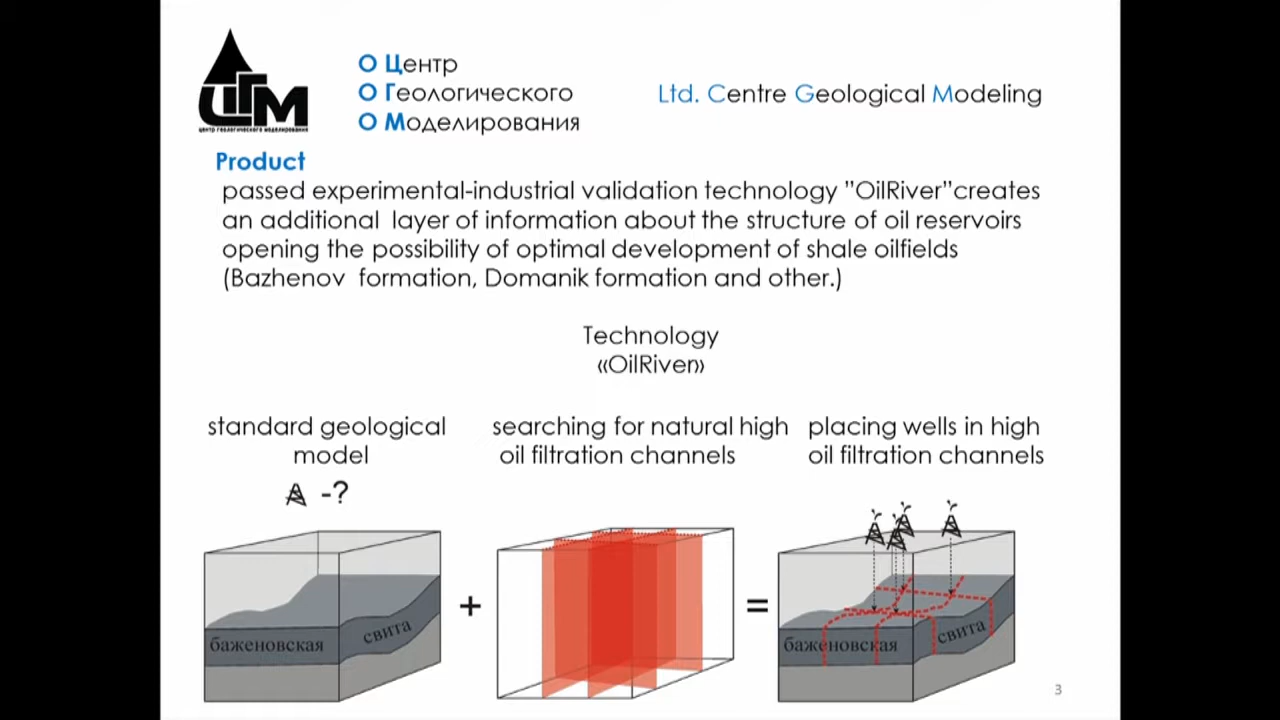 ЦГМ
центр геологического моделирования
Центр
Геологического
Моделирования
Ltd. Centre Geological Modeling
Product
passed experimental-industrial validation technology ”OilRiver”creates
an additional layer of information about the structure of oil reservoirs
opening the possibility of optimal development of shale oilfields
(Bazhenov formation, Domanik formation and other.)
Technology
«OilRiver»
standard geological
model
-?
searching for natural high
oil filtration channels
placing wells in high
oil filtration channels
баженовская свита
+
=
баженовская свита
3